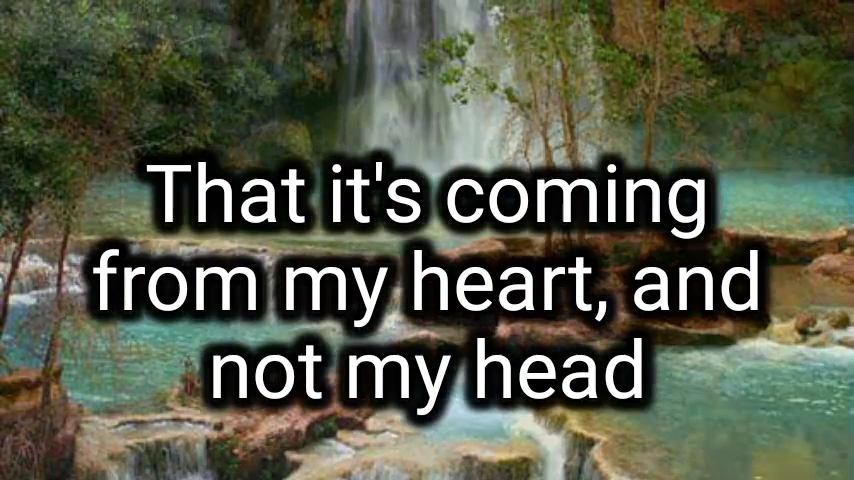 That it's coming
from my heart, and
not my head